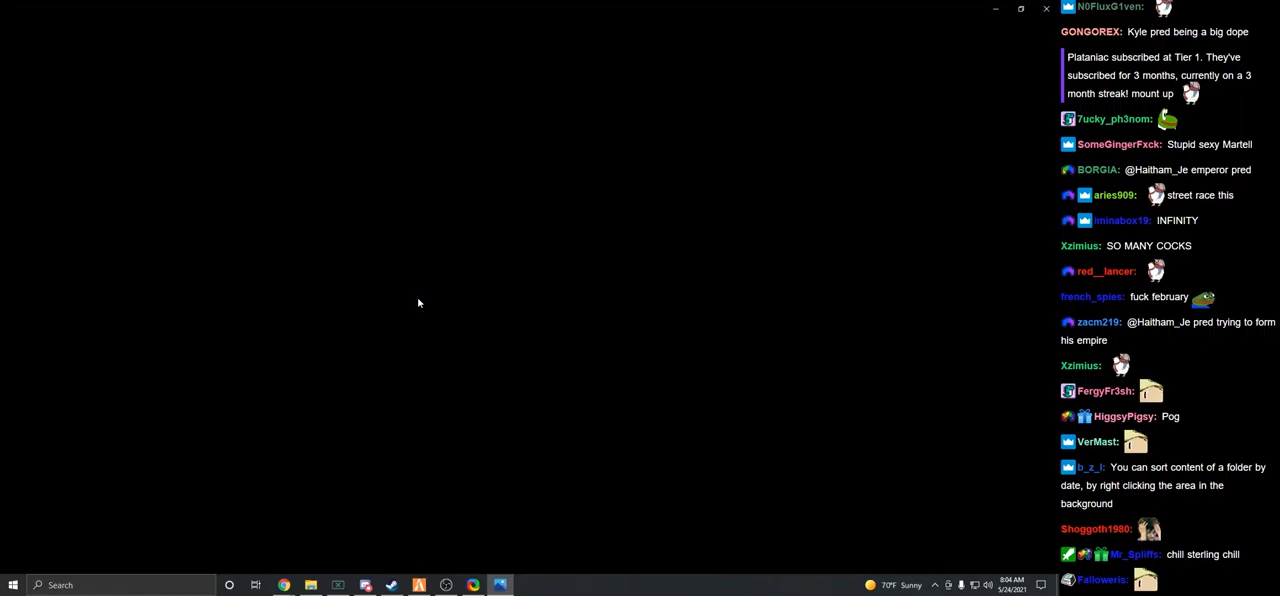 N0FluxG1ven:
GONGOREX: Kyle pred being a big dope
Plataniac subscribed at Tier 1. They've
subscribed for 3 months, currently on a 3
month streak! mount up
7ucky_ph3nom:
SomeGingerFxck: Stupid sexy Martell
BORGIA: @Haitham_Je emperor pred
aries909: street race this
iminabox19: INFINITY
Xzimius: SO MANY COCKS
red__lancer:
french_spies: fuck february
zacm219: @Haitham_Je pred trying to form
his empire
Xzimius:
FergyFr3sh:
HiggsyPigsy: Pog
VerMast:
b_z_l: You can sort content of a folder by
date, by right clicking the area in the
background
Shoggoth1980:
Mr_Spliffs: chill sterling chill
Falloweris:
Search
70°F Sunny
8:04 AM
5/24/2021